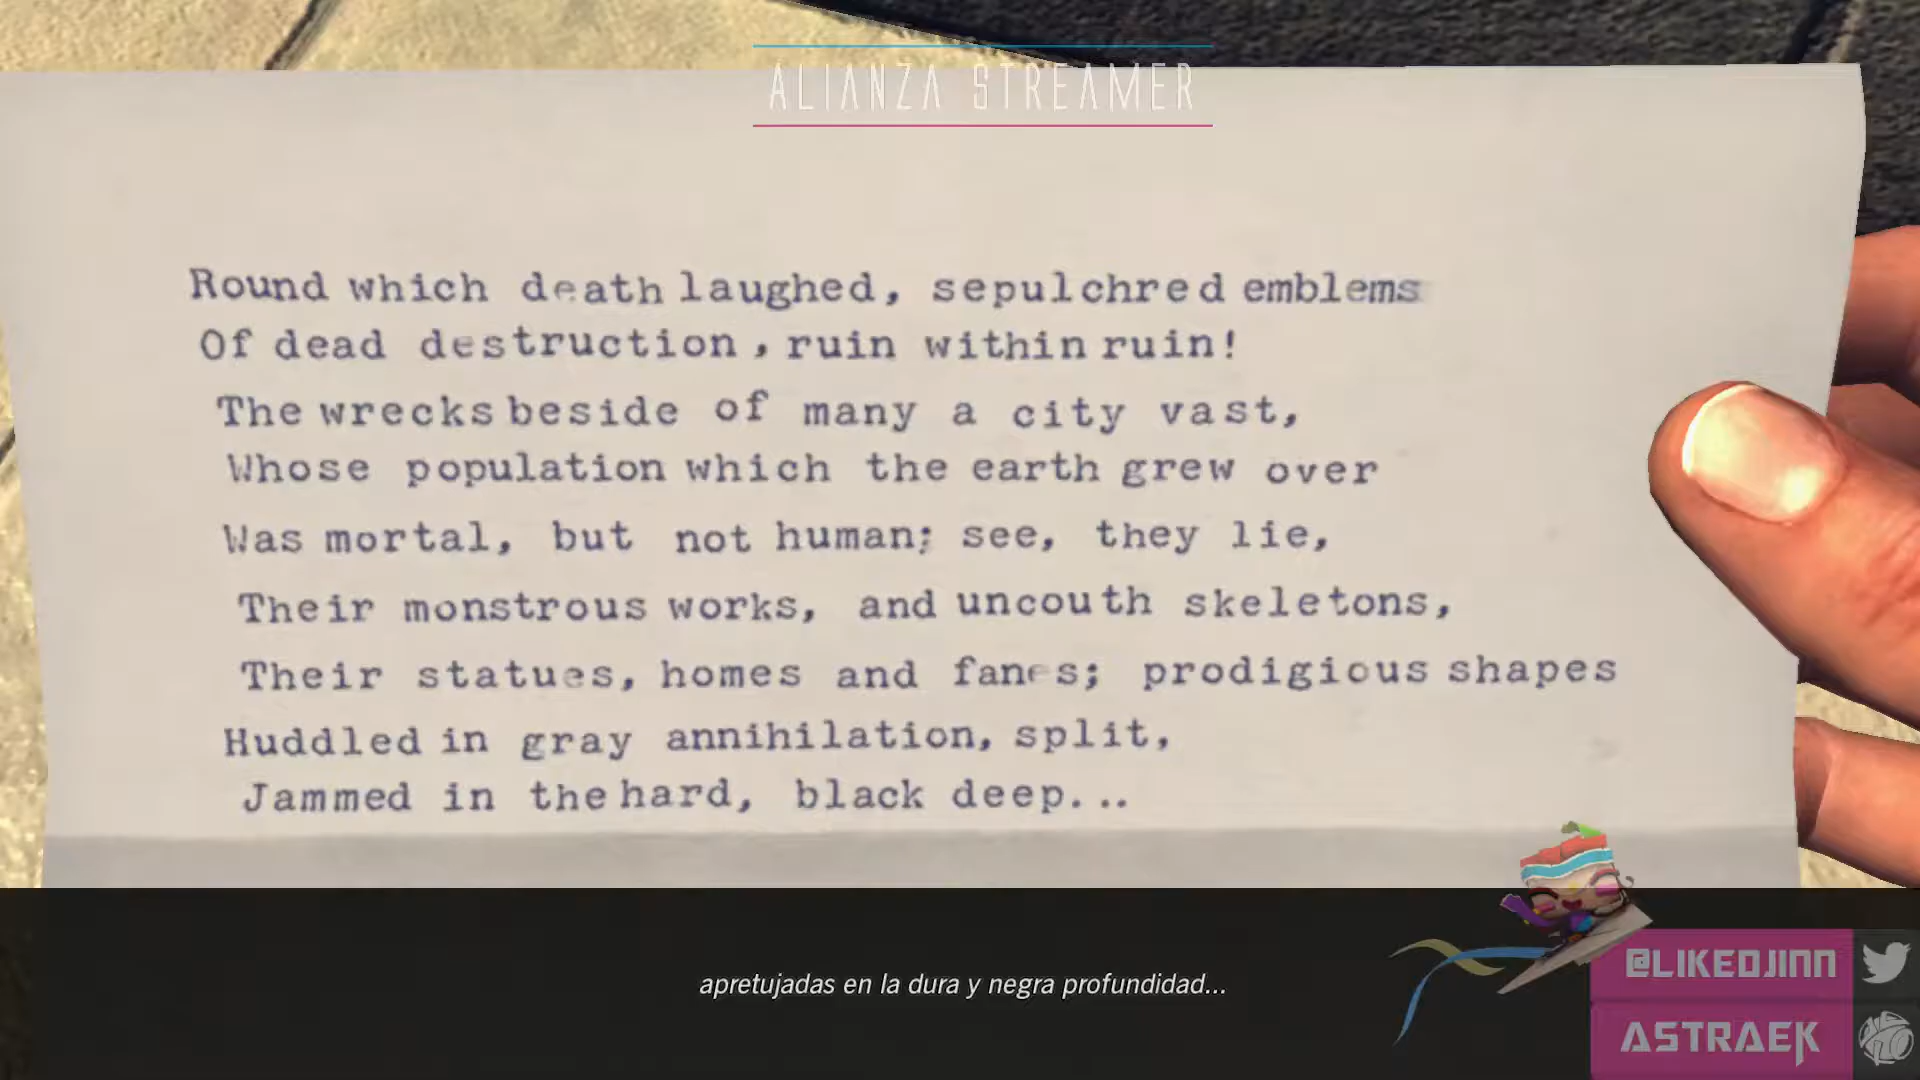 ALIANZA STREAMER
Round which death laughed, sepulchred emblems
Of dead destruction, ruin within ruin!
The wrecks beside of many a city vast,
Whose population which the earth grew over
Was mortal, but not human; see, they lie,
Their monstrous works, and uncouth skeletons,
Their statues, homes and fanes; prodigious shapes
Huddled in gray annihilation, split,
Jammed in the hard, black deep...
apretujadas en la dura y negra profundidad...
@LIKEDJINN
ASTRAEK